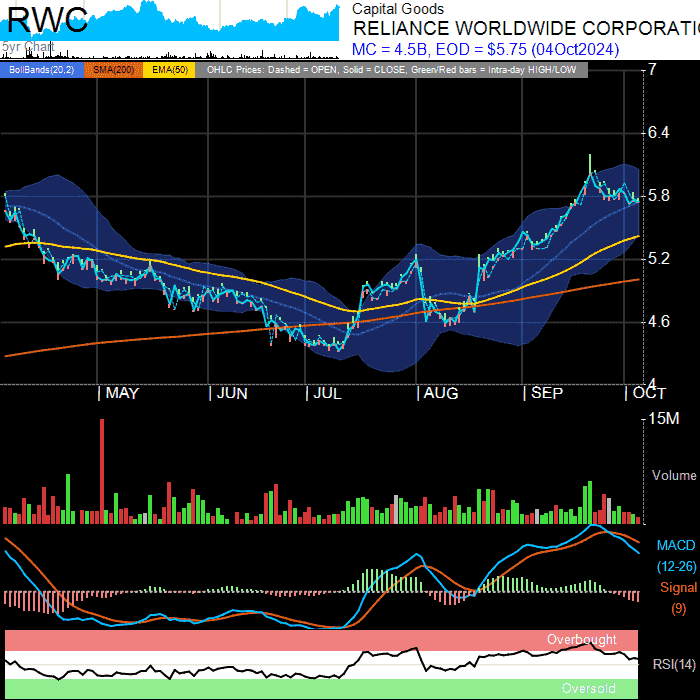 RWC
5yr Chart
Capital Goods
RELIANCE WORLDWIDE CORPORATI
MC = 4.5B, EOD = $5.75 (04Oct2024)
BollBands(20,2) SMA(200) EMA(50) OHLC Prices: Dashed = OPEN, Solid = CLOSE, Green/Red bars = Intra-day HIGH/LOW
7
6.4
5.8
5.2
4.6
4
MAY JUN JUL AUG SEP OCT
15M
Volume
MACD
(12-26)
Signal
(9)
Overbought
RSI(14)
Oversold